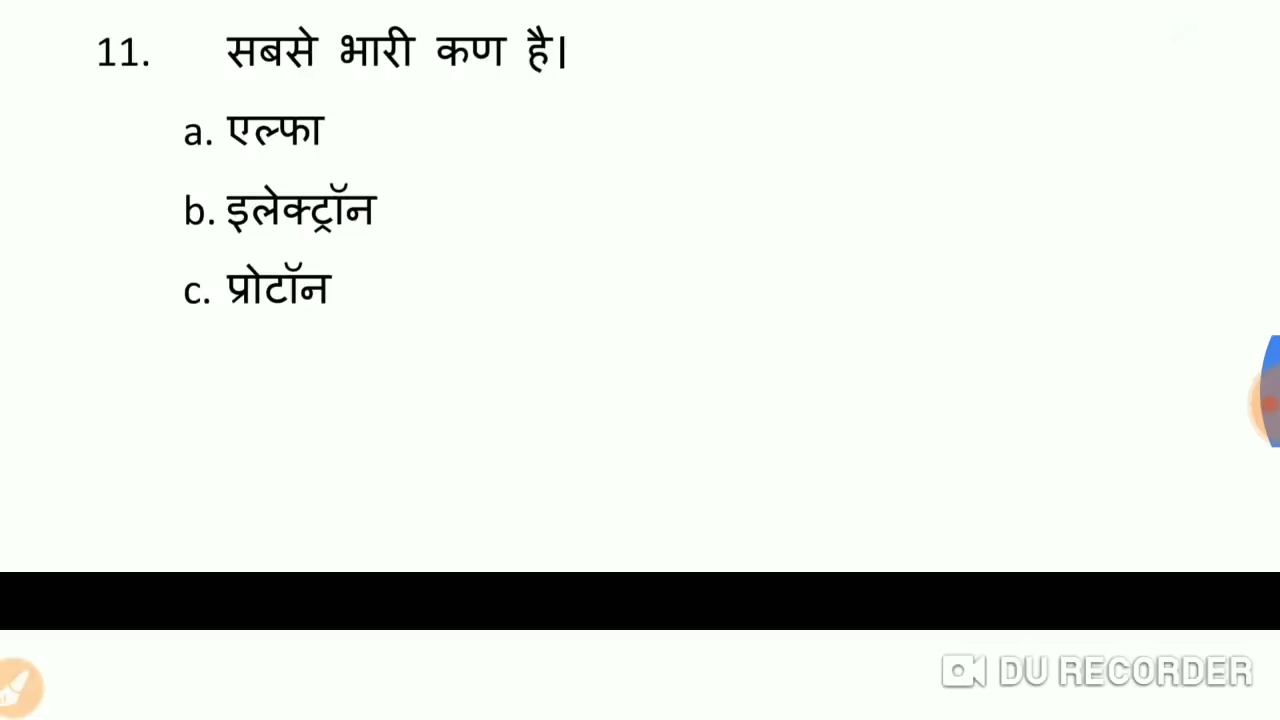 11. सबसे भारी कण है।
a. एल्फा
b. इलेक्ट्रॉन
c. प्रोटॉन
DU RECORDER